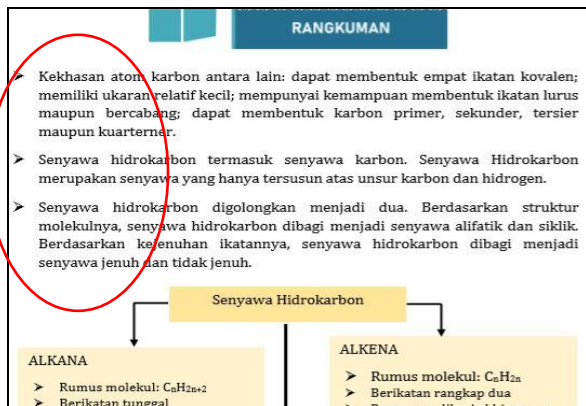 RANGKUMAN
➤ Kekhasan atom karbon antara lain: dapat membentuk empat ikatan kovalen;
memiliki ukaran relatif kecil; mempunyai kemampuan membentuk ikatan lurus
maupun bercabang; dapat membentuk karbon primer, sekunder, tersier
maupun kuarterner.
➤ Senyawa hidrokarbon termasuk senyawa karbon. Senyawa Hidrokarbon
merupakan senyawa yang hanya tersusun atas unsur karbon dan hidrogen.
➤ Senyawa hidrokarbon digolongkan menjadi dua. Berdasarkan struktur
molekulnya, senyawa hidrokarbon dibagi menjadi senyawa alifatik dan siklik.
Berdasarkan kejenuhan ikatannya, senyawa hidrokarbon dibagi menjadi
senyawa jenuh dan tidak jenuh.
Senyawa Hidrokarbon
ALKANA
➤ Rumus molekul: CₙH₂ₙ₊₂
➤ Berikatan tunggal
ALKENA
➤ Rumus molekul: CₙH₂ₙ
➤ Berikatan rangkap dua